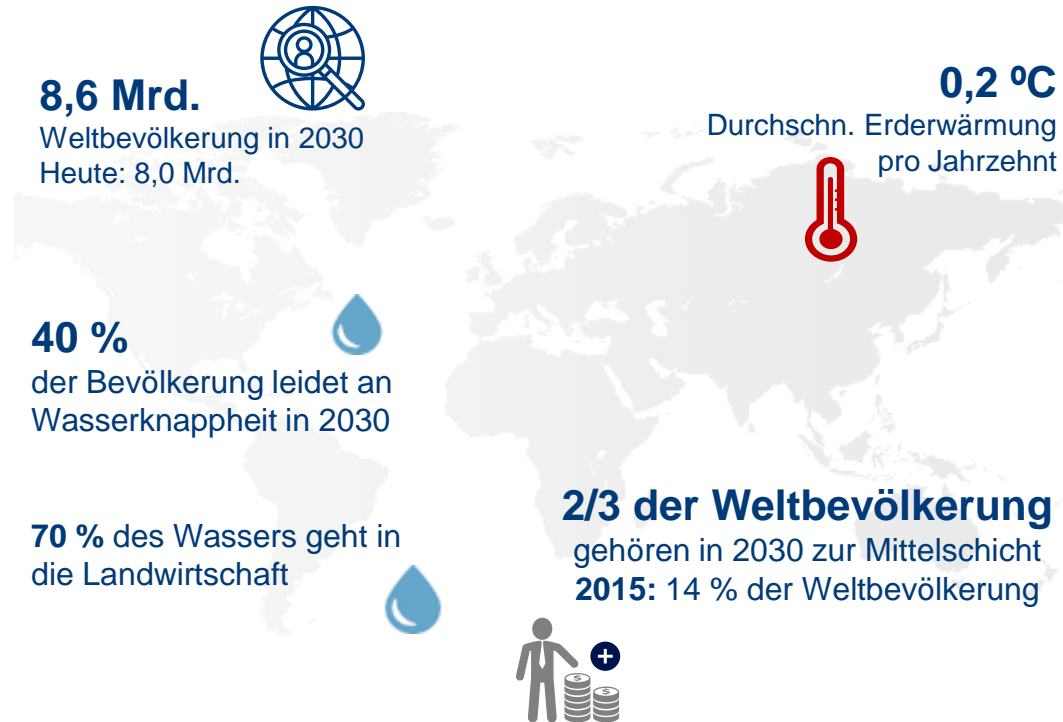 8,6 Mrd.
Weltbevölkerung in 2030
Heute: 8,0 Mrd.
0,2 ºC
Durchschn. Erderwärmung
pro Jahrzehnt
40 %
der Bevölkerung leidet an
Wasserknappheit in 2030
70 % des Wassers geht in
die Landwirtschaft
2/3 der Weltbevölkerung
gehören in 2030 zur Mittelschicht
2015: 14 % der Weltbevölkerung
$
$